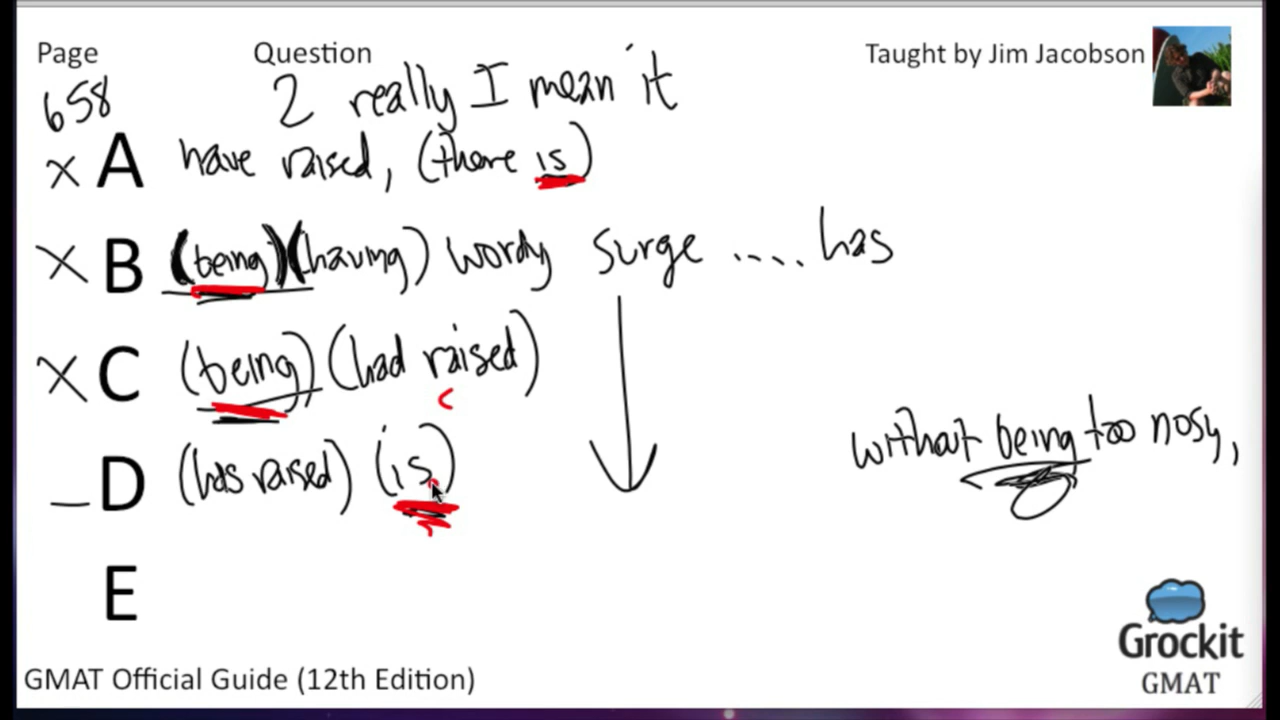 Page Question Taught by Jim Jacobson
658 2 really I mean it
x A have raised, (there is)
X B (being) (having) wordy surge ..... has
X C (being) (had raised)
without being too nosy,
_ D (has raised) (is)
E
Grockit
GMAT
GMAT Official Guide (12th Edition)